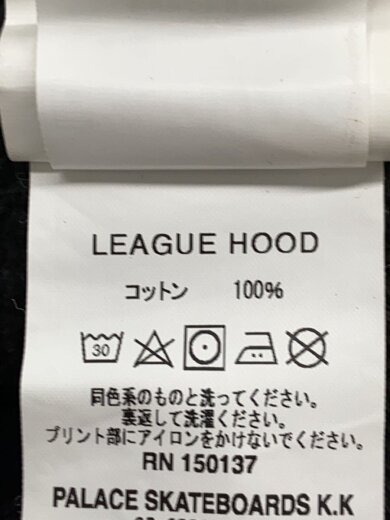 LEAGUE HOOD
コットン 100%
30
同色系のものと洗ってください。
裏返して洗濯ください。
プリント部にアイロンをかけないでください。
RN 150137
PALACE SKATEBOARDS K.K